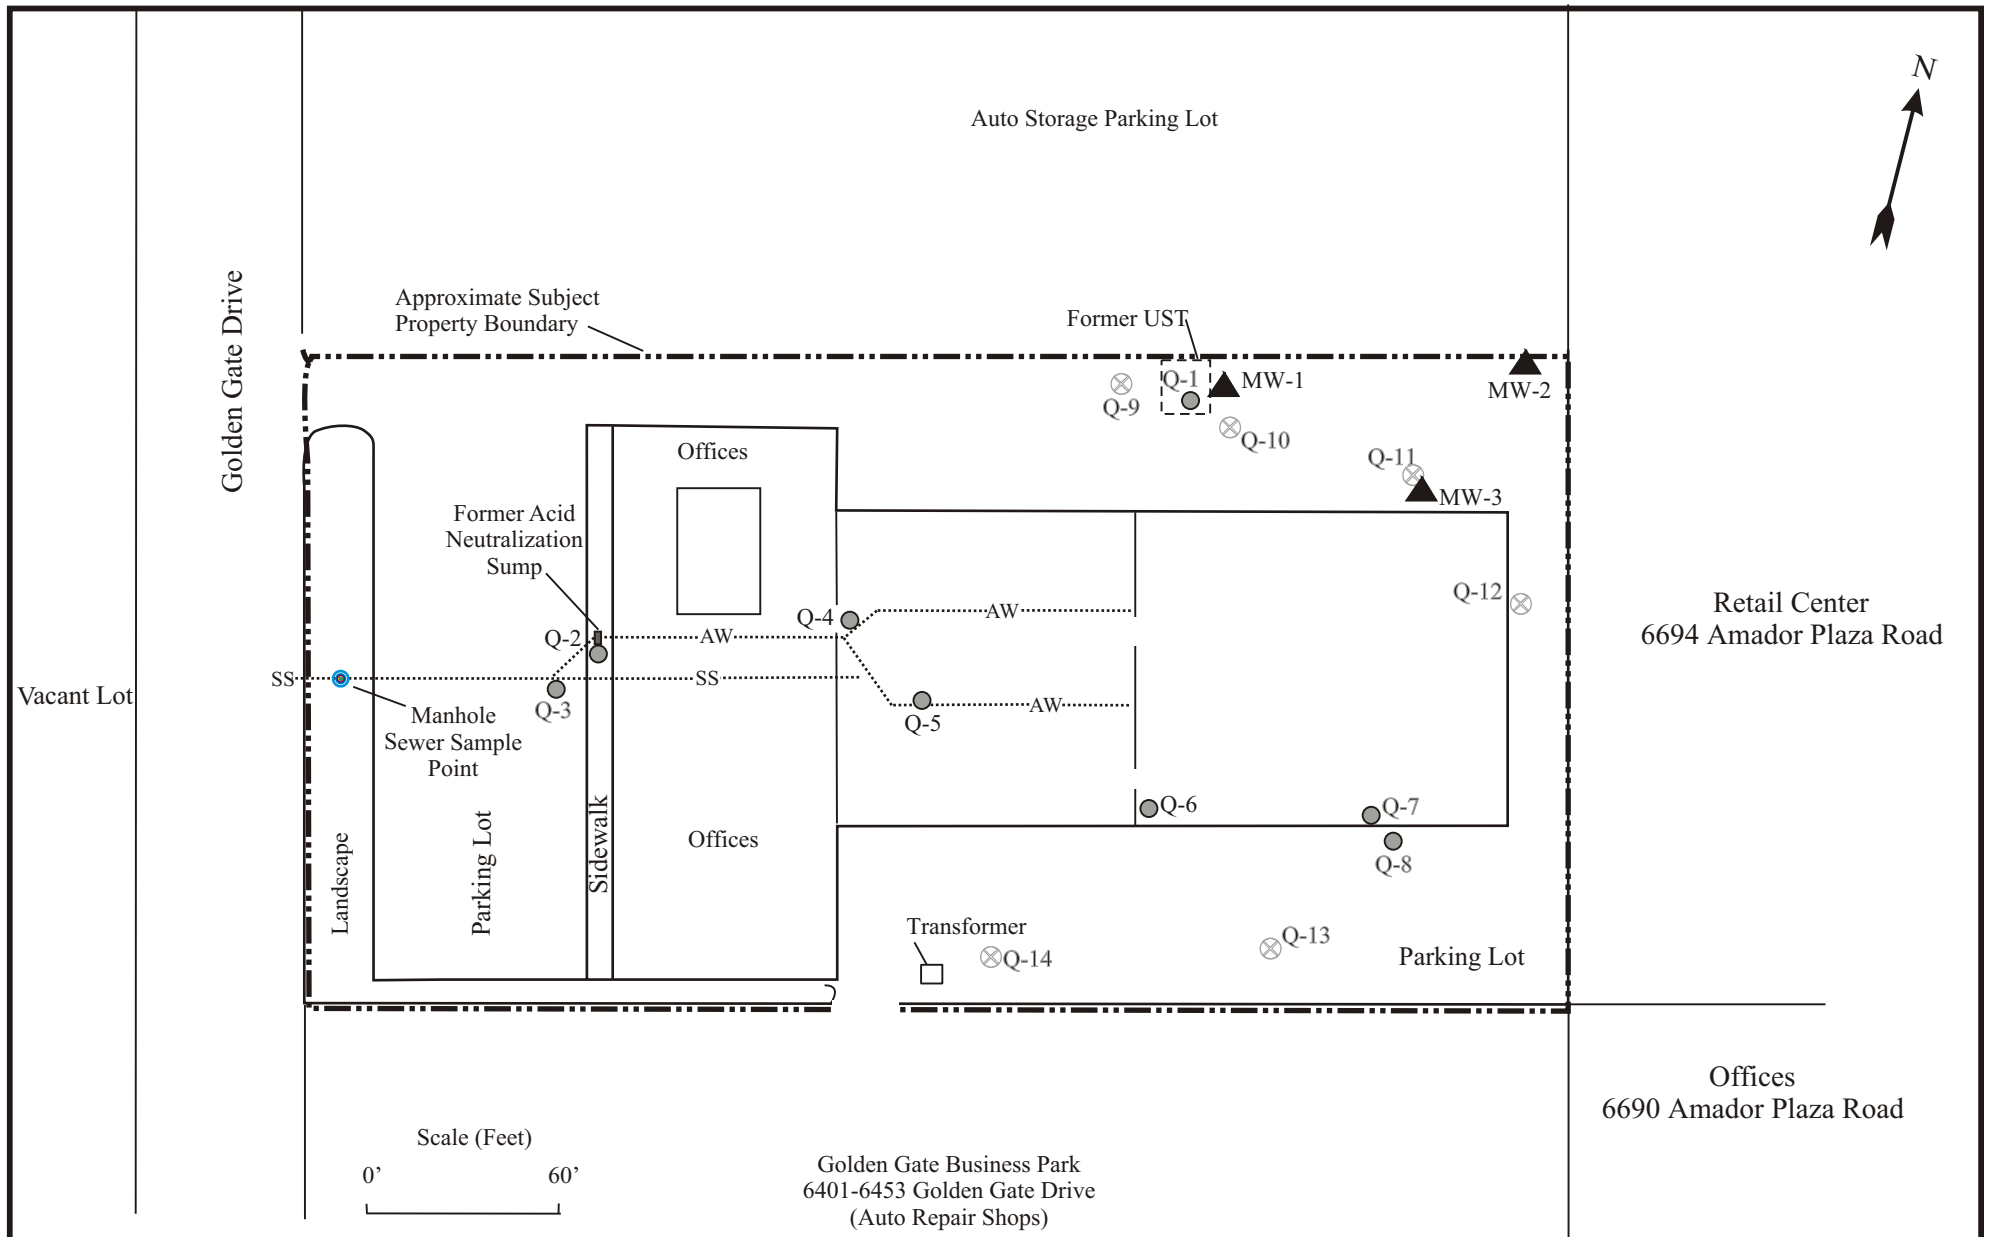 N
Auto Storage Parking Lot
Golden Gate Drive
Approximate Subject
Property Boundary
Former UST
Q-1
MW-1
MW-2
Q-9
Q-10
Q-11
MW-3
Offices
Former Acid
Neutralization
Sump
Q-12
Retail Center
6694 Amador Plaza Road
Q-4
AW
Q-2
AW
SS
SS
Vacant Lot
Q-3
Q-5
AW
Manhole
Sewer Sample
Point
Q-6
Q-7
Q-8
Landscape
Parking Lot
Sidewalk
Offices
Transformer
Q-14
Q-13
Parking Lot
Offices
6690 Amador Plaza Road
Scale (Feet)
0’
60’
Golden Gate Business Park
6401-6453 Golden Gate Drive
(Auto Repair Shops)